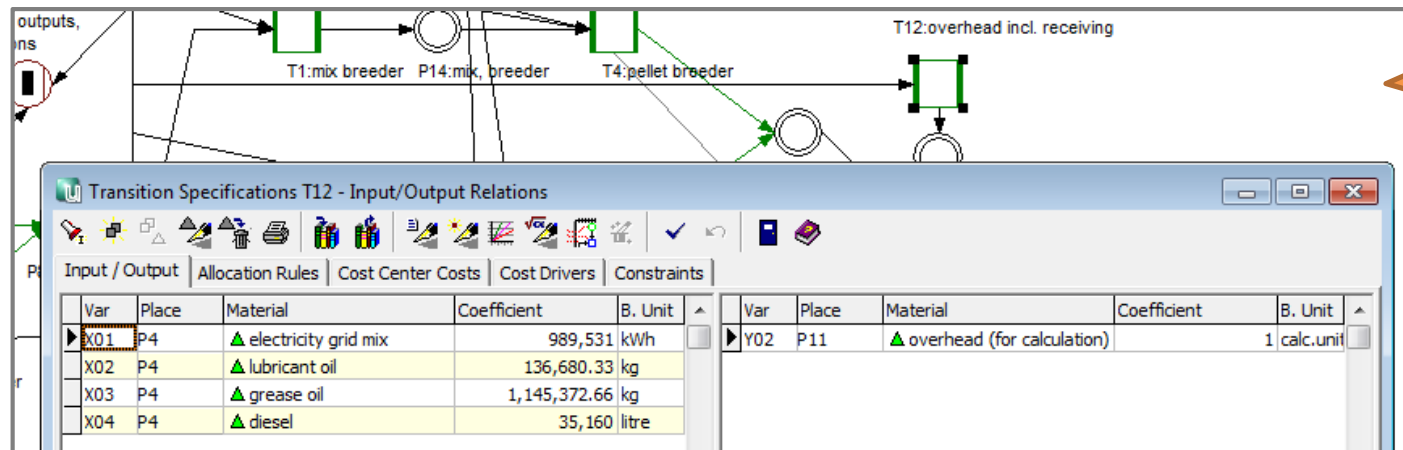 outputs,
ons
T12:overhead incl. receiving
T1:mix breeder P14:mix, breeder T4:pellet breeder
Transition Specifications T12 - Input/Output Relations
P8
Input / Output Allocation Rules Cost Center Costs Cost Drivers Constraints
Var Place Material Coefficient B. Unit Var Place Material Coefficient B. Unit
X01 P4 electricity grid mix 989,531 kWh Y02 P11 overhead (for calculation) 1 calc.unit
X02 P4 lubricant oil 136,680.33 kg
X03 P4 grease oil 1,145,372.66 kg
X04 P4 diesel 35,160 litre